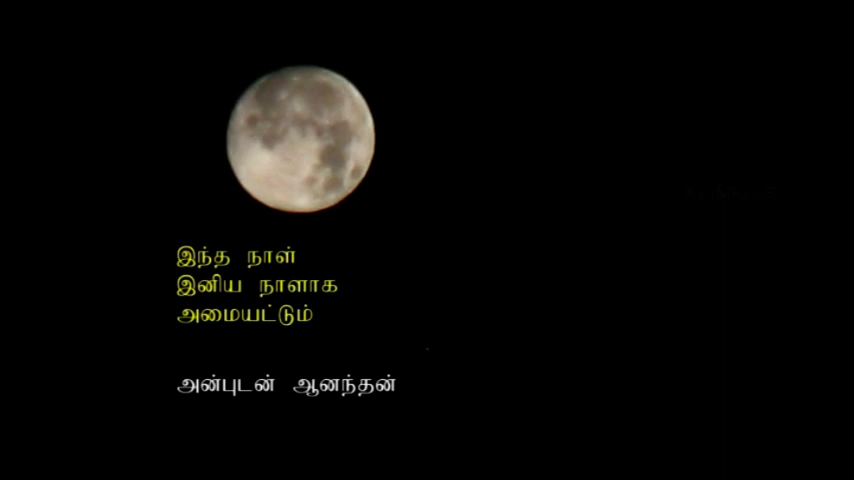 இந்த நாள்
இனிய நாளாக
அமையட்டும்
அன்புடன் ஆனந்தன்